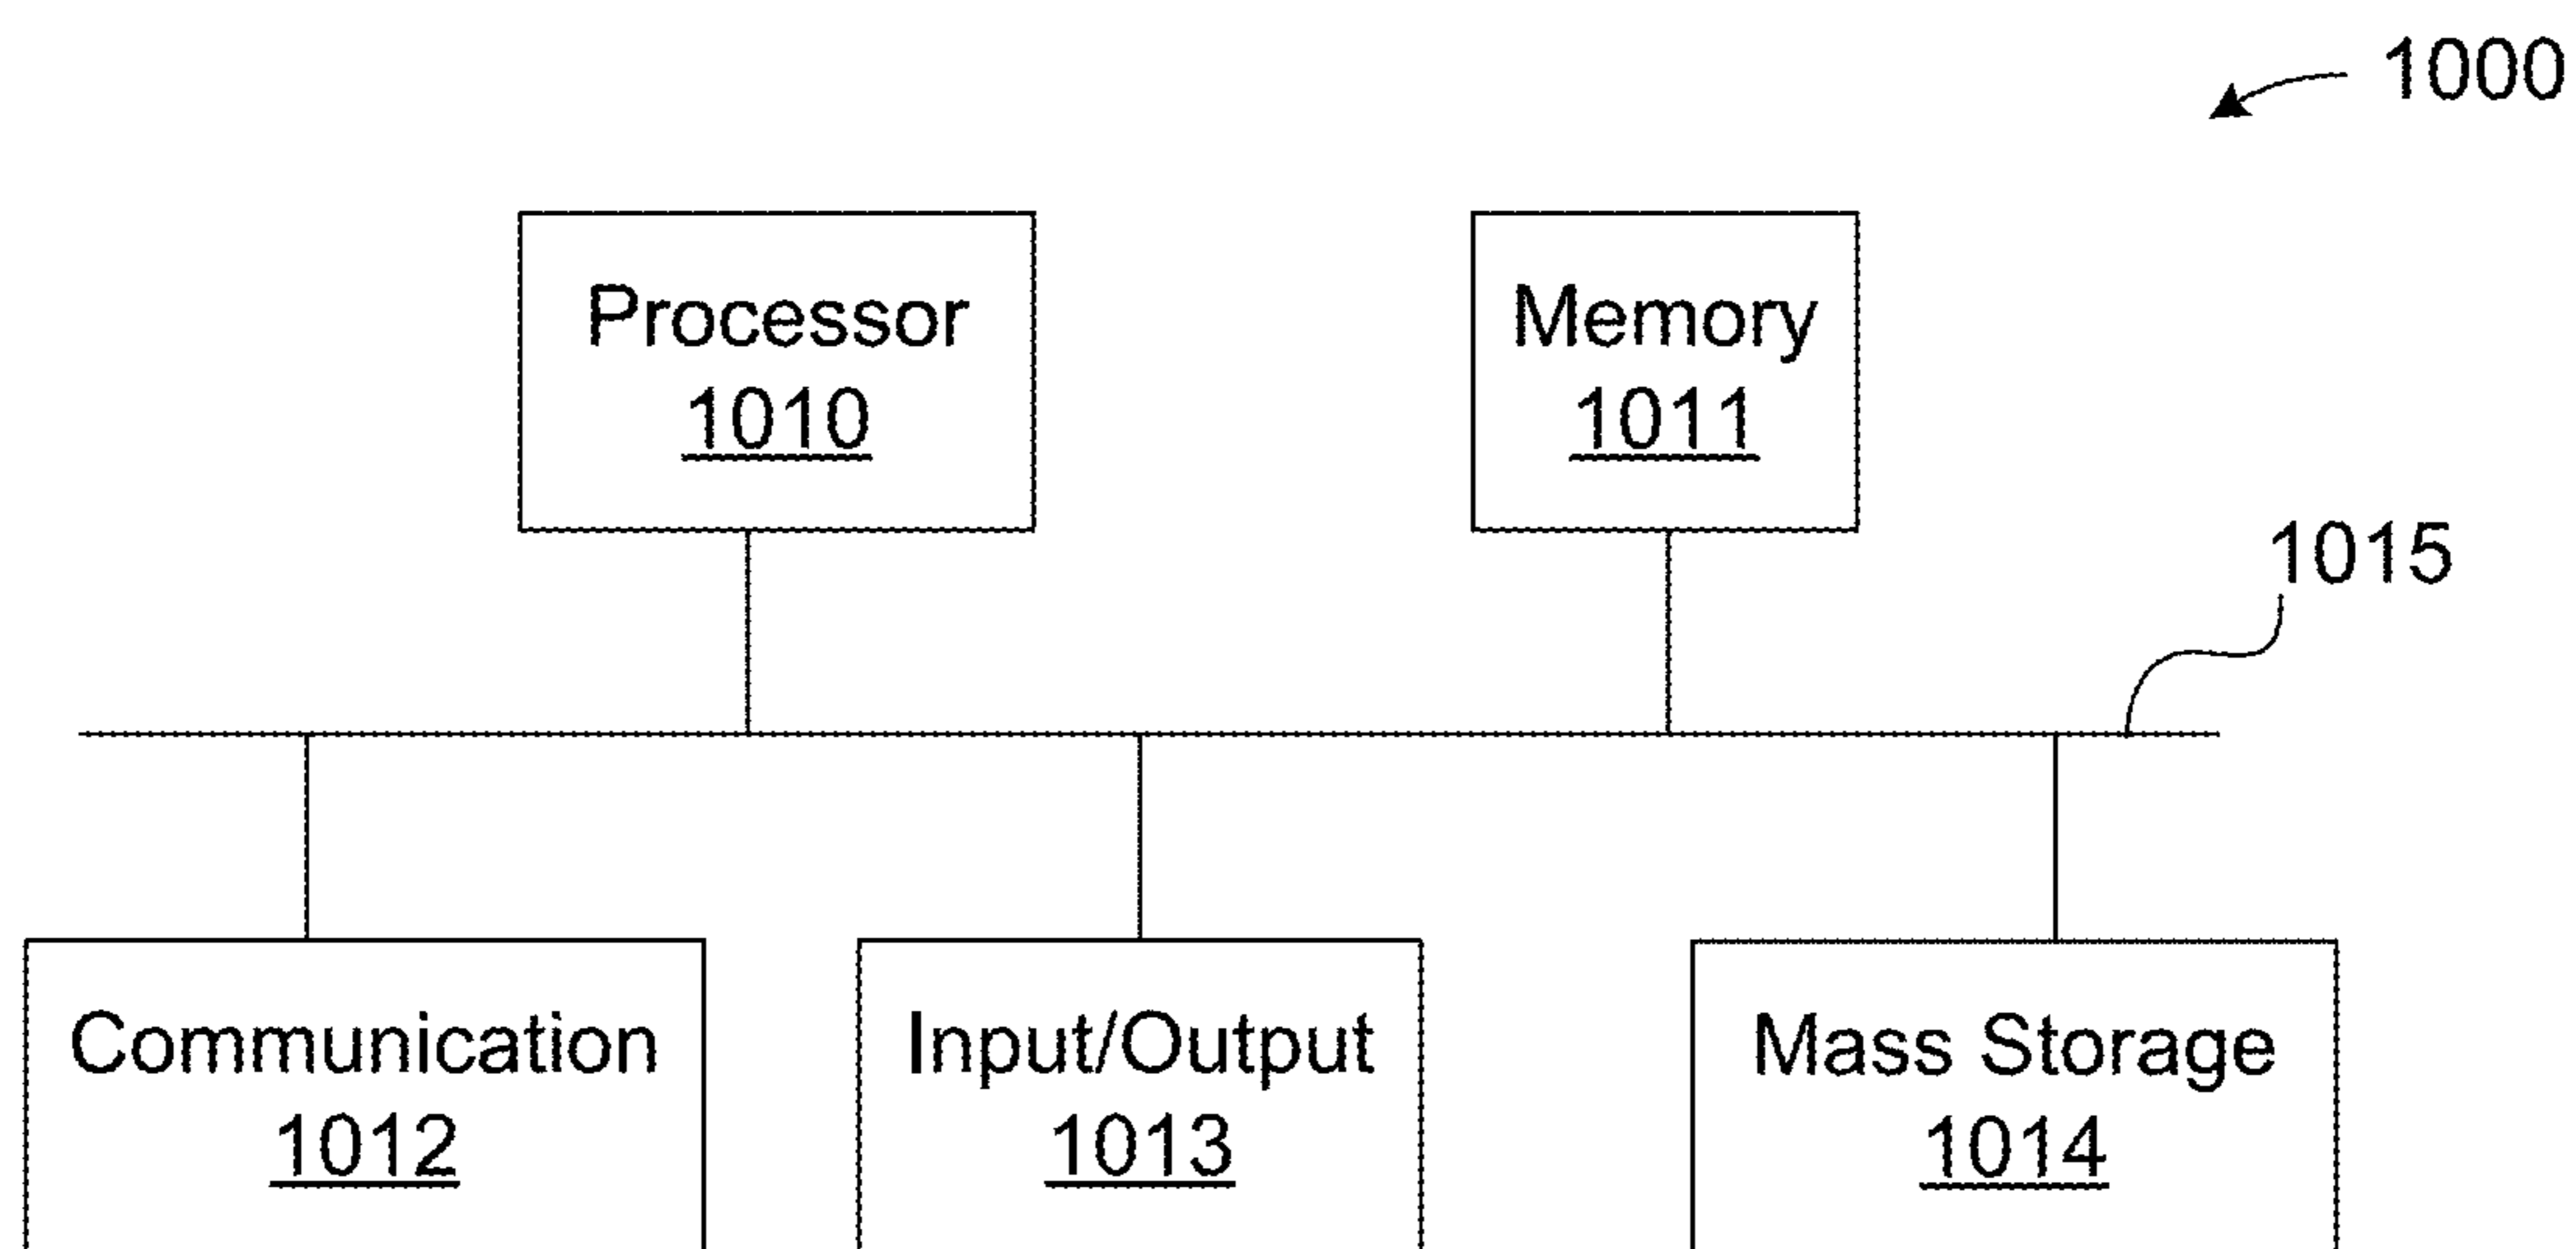 1000
Processor
1010
Memory
1011
1015
Communication
1012
Input/Output
1013
Mass Storage
1014